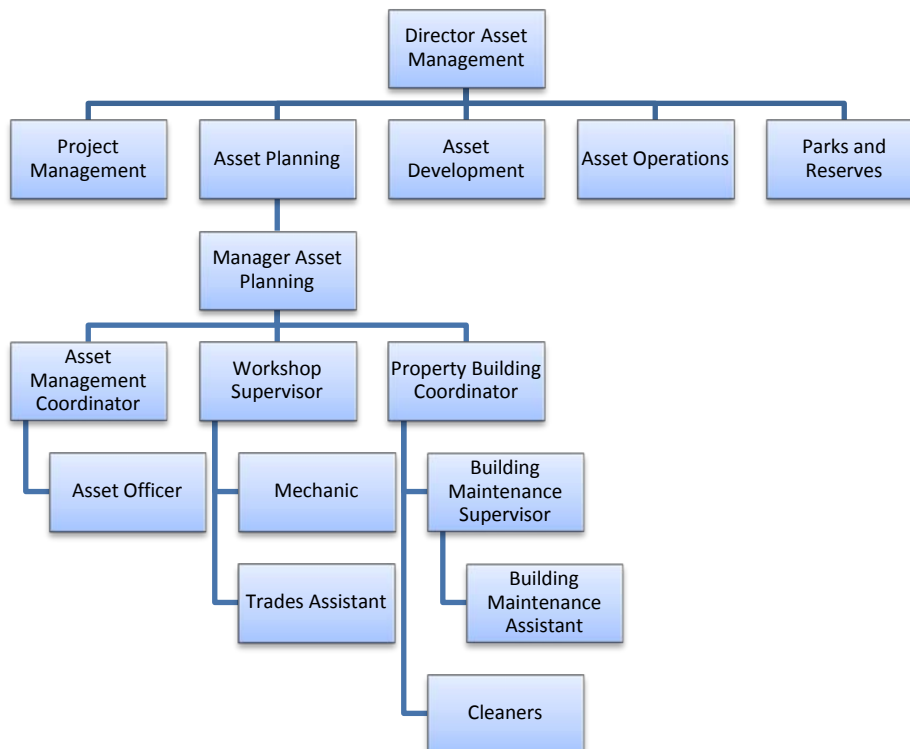 Director Asset
Management
Project
Management
Asset Planning
Asset
Development
Asset Operations
Parks and
Reserves
Manager Asset
Planning
Asset
Management
Coordinator
Workshop
Supervisor
Property Building
Coordinator
Asset Officer
Mechanic
Building
Maintenance
Supervisor
Trades Assistant
Building
Maintenance
Assistant
Cleaners